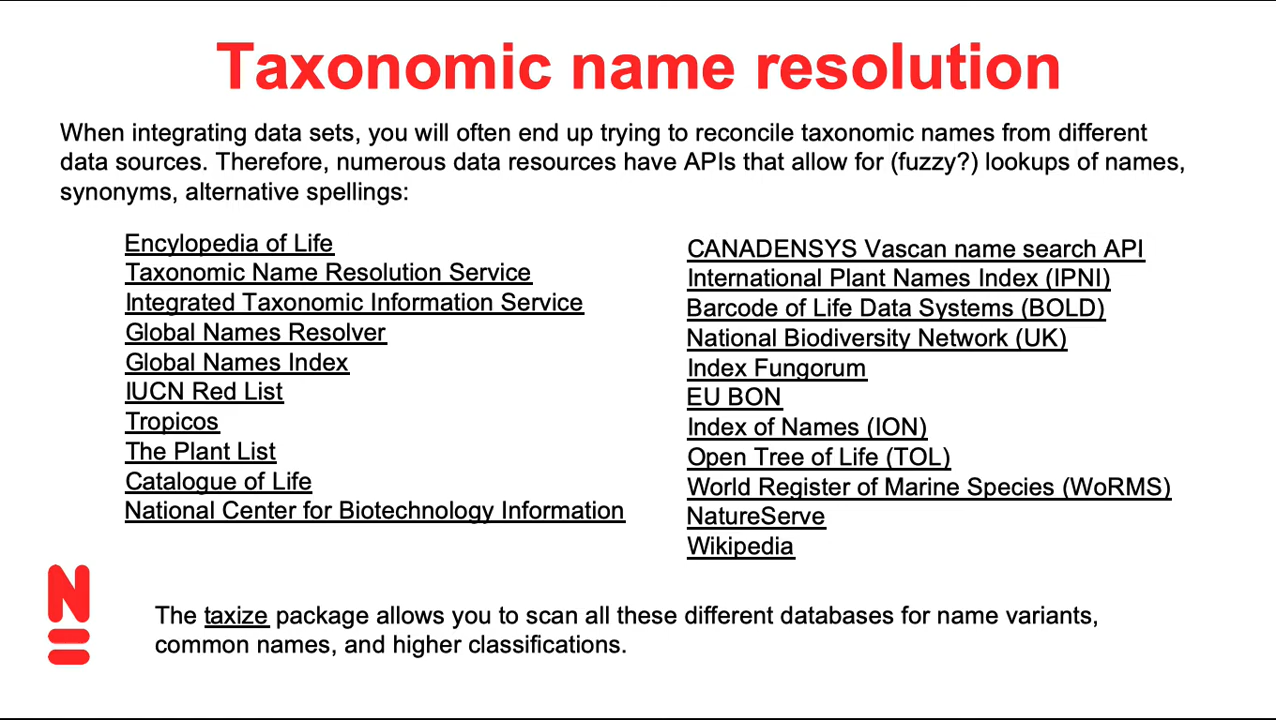 Taxonomic name resolution
When integrating data sets, you will often end up trying to reconcile taxonomic names from different
data sources. Therefore, numerous data resources have APIs that allow for (fuzzy?) lookups of names,
synonyms, alternative spellings:
Encylopedia of Life
Taxonomic Name Resolution Service
Integrated Taxonomic Information Service
Global Names Resolver
Global Names Index
IUCN Red List
Tropicos
The Plant List
Catalogue of Life
National Center for Biotechnology Information
CANADENSYS Vascan name search API
International Plant Names Index (IPNI)
Barcode of Life Data Systems (BOLD)
National Biodiversity Network (UK)
Index Fungorum
EU BON
Index of Names (ION)
Open Tree of Life (TOL)
World Register of Marine Species (WoRMS)
NatureServe
Wikipedia
N
The taxize package allows you to scan all these different databases for name variants,
common names, and higher classifications.